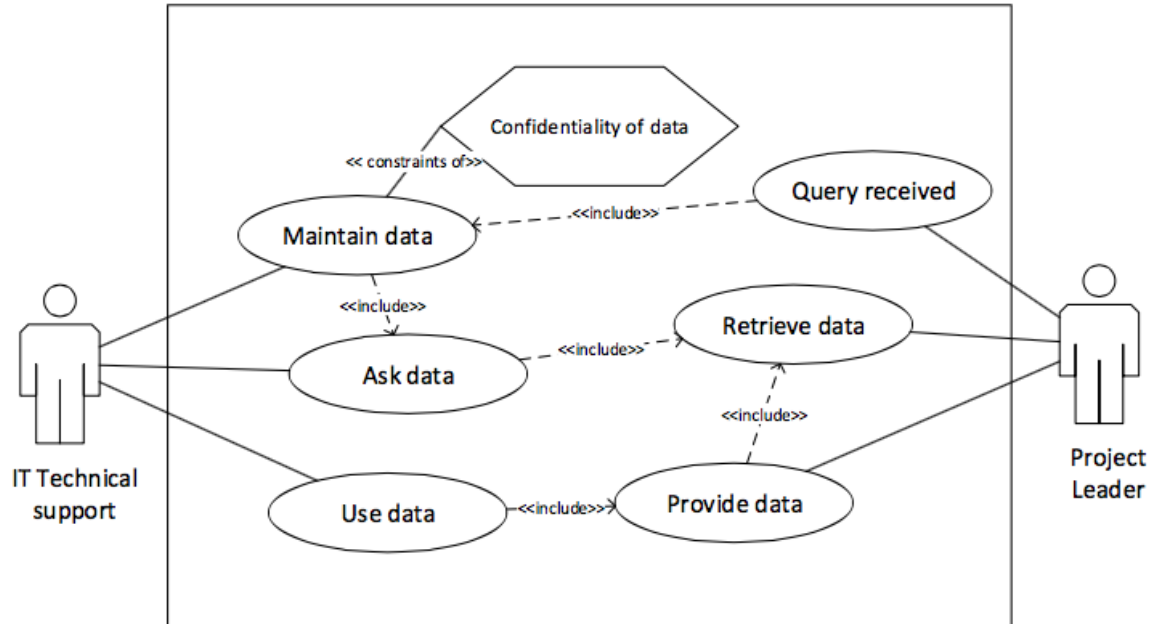 Confidentiality of data
<< constraints of>>
Query received
<<include>>
Maintain data
<<include>>
Retrieve data
<<include>>
Ask data
<<include>>
IT Technical
support
Project
Leader
Use data
<<include>>
Provide data